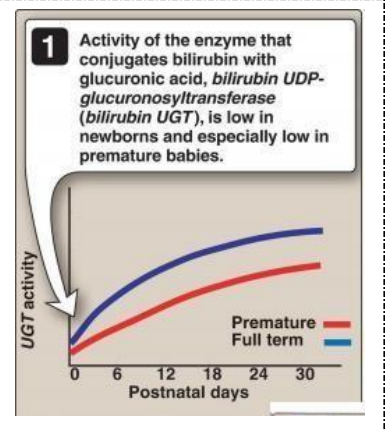 1
Activity of the enzyme that
conjugates bilirubin with
glucuronic acid, bilirubin UDP-
glucuronosyltransferase
(bilirubin UGT), is low in
newborns and especially low in
premature babies.
UGT activity
Premature
Full term
0 6 12 18 24 30
Postnatal days